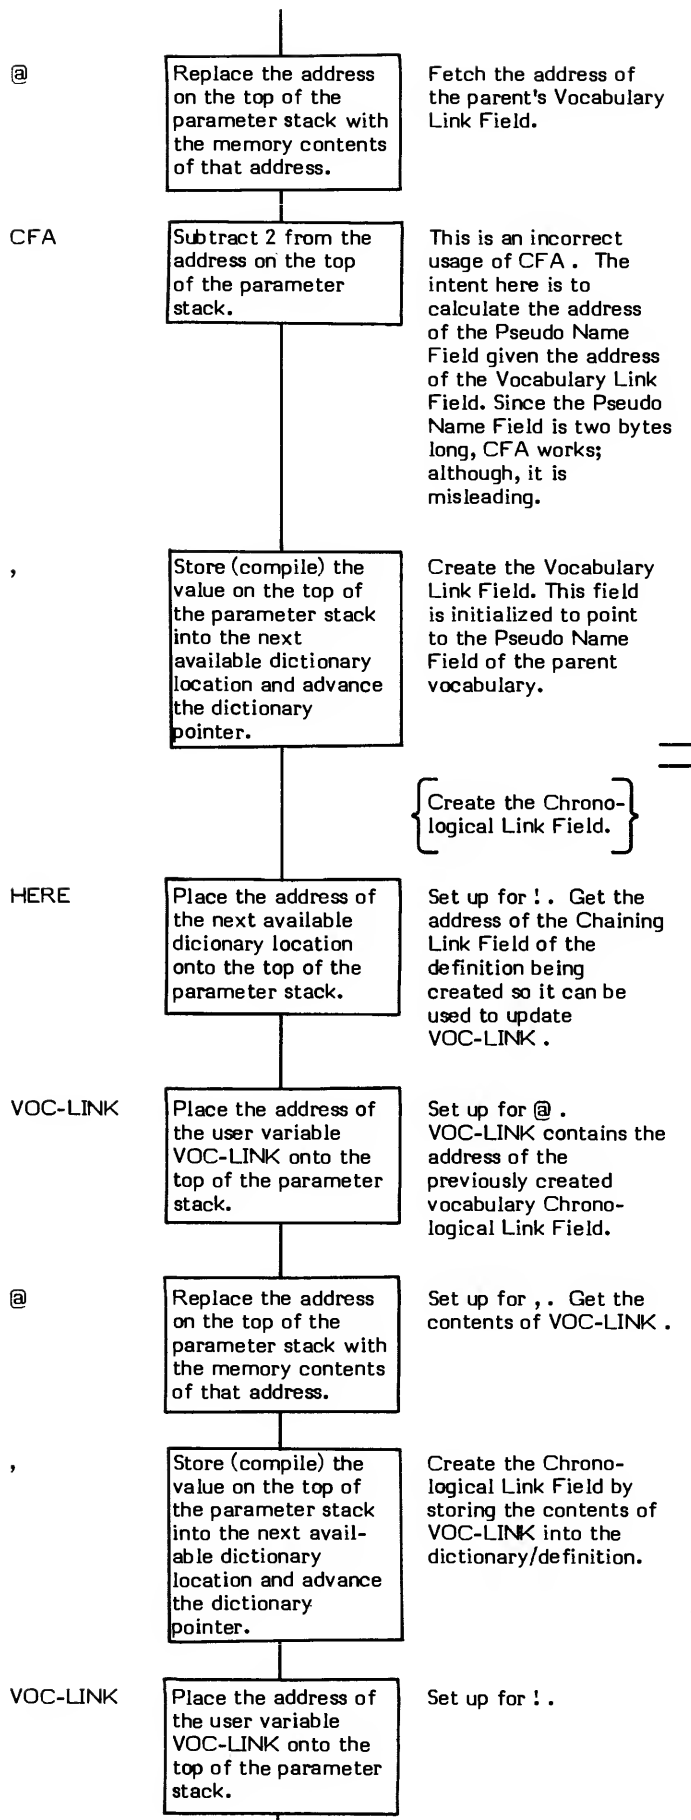 @
Replace the address
on the top of the
parameter stack with
the memory contents
of that address.
Fetch the address of
the parent's Vocabulary
Link Field.
CFA
Subtract 2 from the
address on the top
of the parameter
stack.
This is an incorrect
usage of CFA . The
intent here is to
calculate the address
of the Pseudo Name
Field given the address
of the Vocabulary Link
Field. Since the Pseudo
Name Field is two bytes
long, CFA works;
although, it is
misleading.
,
Store (compile) the
value on the top of
the parameter stack
into the next
available dictionary
location and advance
the dictionary
pointer.
Create the Vocabulary
Link Field. This field
is initialized to point
to the Pseudo Name
Field of the parent
vocabulary.
Create the Chrono-
logical Link Field.
HERE
Place the address of
the next available
dicionary location
onto the top of the
parameter stack.
Set up for ! . Get the
address of the Chaining
Link Field of the
definition being
created so it can be
used to update
VOC-LINK .
VOC-LINK
Place the address of
the user variable
VOC-LINK onto the
top of the parameter
stack.
Set up for @ .
VOC-LINK contains the
address of the
previously created
vocabulary Chrono-
logical Link Field.
@
Replace the address
on the top of the
parameter stack with
the memory contents
of that address.
Set up for , . Get the
contents of VOC-LINK .
,
Store (compile) the
value on the top of
the parameter stack
into the next avail-
able dictionary
location and advance
the dictionary
pointer.
Create the Chrono-
logical Link Field by
storing the contents of
VOC-LINK into the
dictionary/definition.
VOC-LINK
Place the address of
the user variable
VOC-LINK onto the
top of the parameter
stack.
Set up for ! .